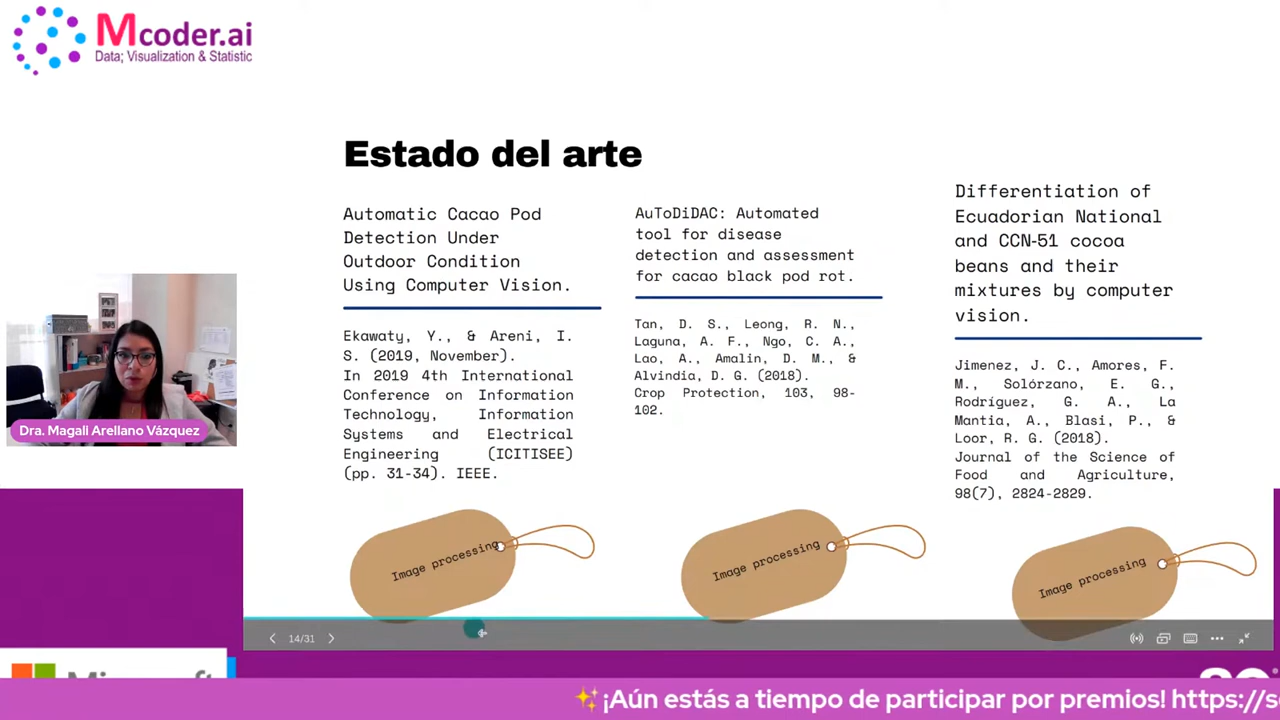 Mcoder.ai
Data; Visualization & Statistic
Estado del arte
Automatic Cacao Pod
Detection Under
Outdoor Condition
Using Computer Vision.
Ekawaty, Y., & Areni, I.
S. (2019, November).
In 2019 4th International
Conference on Information
Technology, Information
Systems and Electrical
Engineering (ICITISEE)
(pp. 31-34). IEEE.
Image processing
AuToDiDAC: Automated
tool for disease
detection and assessment
for cacao black pod rot.
Tan, D. S., Leong, R. N.,
Laguna, A. F., Ngo, C. A.,
Lao, A., Amalin, D. M., &
Alvindia, D. G. (2018).
Crop Protection, 103, 98-
102.
Image processing
Differentiation of
Ecuadorian National
and CCN-51 cocoa
beans and their
mixtures by computer
vision.
Jimenez, J. C., Amores, F.
M., Solórzano, E. G.,
Rodríguez, G. A., La
Mantia, A., Blasi, P., &
Loor, R. G. (2018).
Journal of the Science of
Food and Agriculture,
98(7), 2824-2829.
Image processing
Dra. Magali Arellano Vázquez
14/31
Microsoft
✨ ¡Aún estás a tiempo de participar por premios! https://s